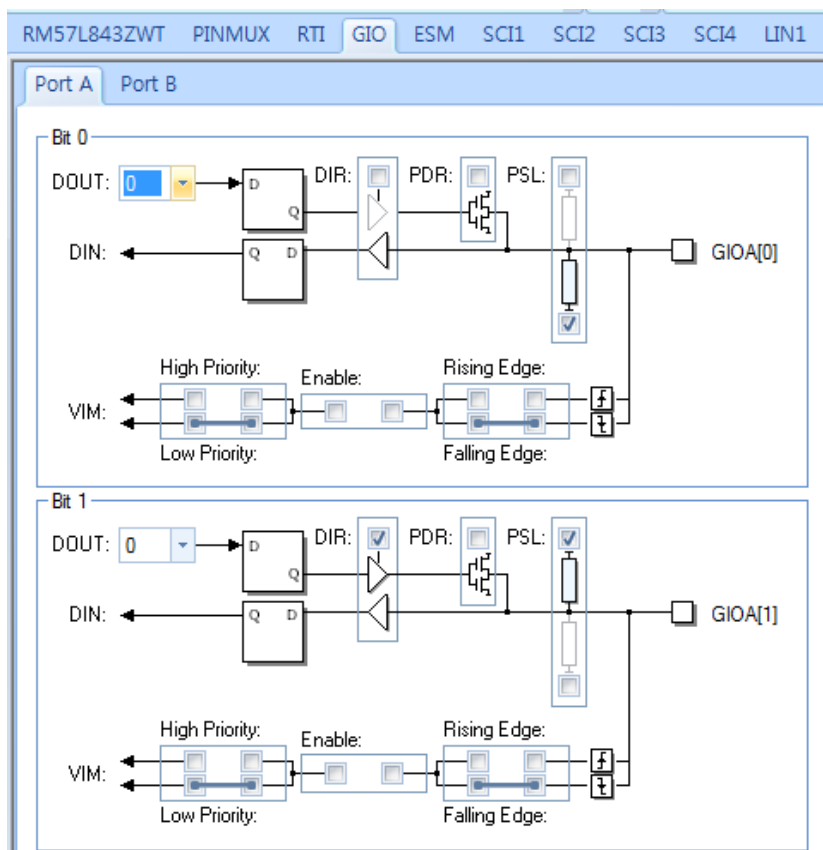 RM57L843ZWT PINMUX RTI GIO ESM SCI1 SCI2 SCI3 SCI4 LIN1
Port A Port B
Bit 0
DOUT: 0 D Q DIR: PDR: PSL:
DIN: Q D GIOA[0]
High Priority: Enable: Rising Edge:
VIM:
Low Priority: Falling Edge:
Bit 1
DOUT: 0 D Q DIR: PDR: PSL:
DIN: Q D GIOA[1]
High Priority: Enable: Rising Edge:
VIM:
Low Priority: Falling Edge: